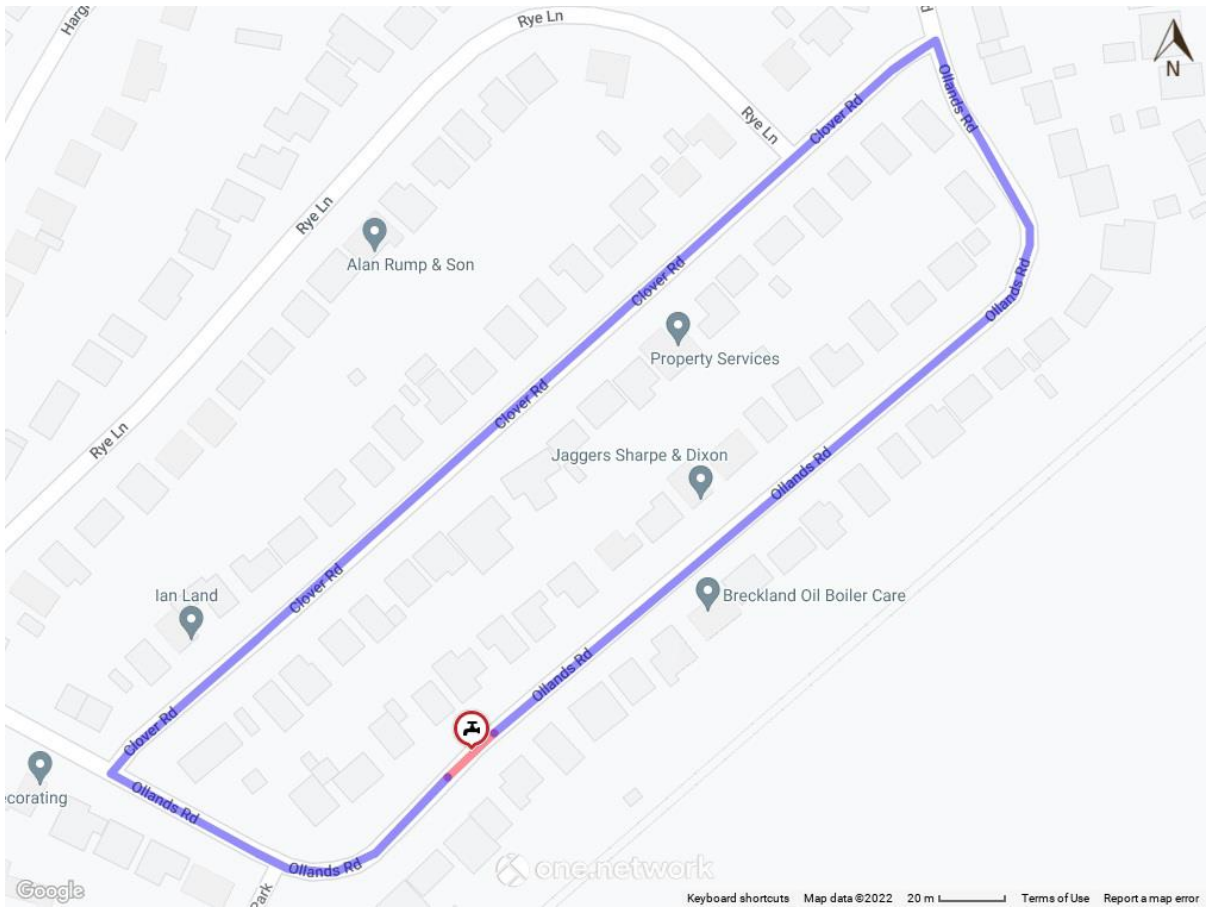 Harg
Rye Ln
d
N
Ollands Rd
Clover Rd
Rye Ln
Rye Ln
Alan Rump & Son
Clover Rd
Ollands Rd
Property Services
Clover Rd
Rye Ln
Jaggers Sharpe & Dixon
Ollands Rd
Clover Rd
Ian Land
Breckland Oil Boiler Care
Ollands Rd
Clover Rd
ecorating
Ollands Rd
Ollands Rd
Park
one.network
Google
Keyboard shortcuts Map data ©2022 20 m Terms of Use Report a map error